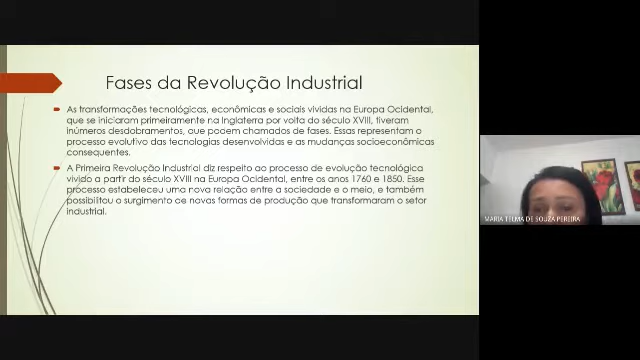 Fases da Revolução Industrial
As transformações tecnológicas, econômicas e sociais vividas na Europa Ocidental,
que se iniciaram primeiramente na Inglaterra por volta do século XVIII, tiveram
inúmeros desdobramentos, que podem chamados de fases. Essas representam o
processo evolutivo das tecnologias desenvolvidas e as mudanças socioeconômicas
consequentes.
A Primeira Revolução Industrial diz respeito ao processo de evolução tecnológica
vivido a partir do século XVIII na Europa Ocidental, entre os anos 1760 e 1850. Esse
processo estabeleceu uma nova relação entre a sociedade e o meio, e também
possibilitou o surgimento de novas formas de produção que transformaram o setor
industrial.
MARIA TELMA DE SOUZA PEREIRA